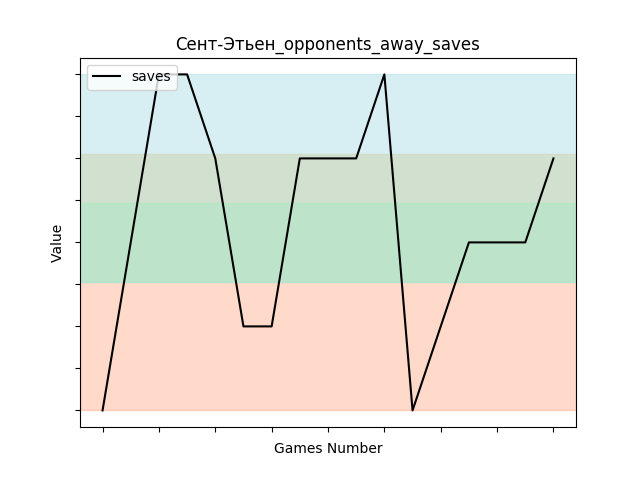 Сент-Этьен_opponents_away_saves
saves
Value
Games Number